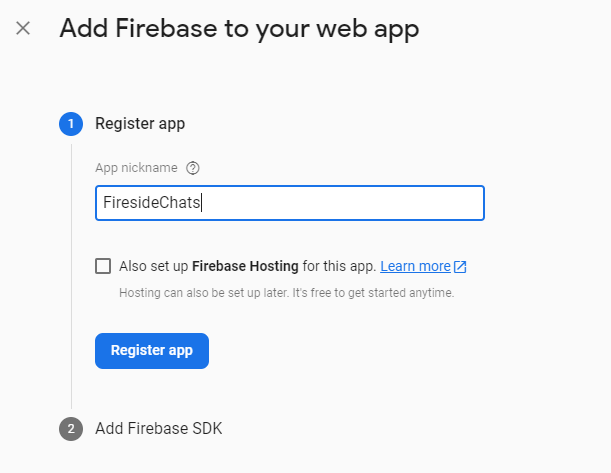 Add Firebase to your web app
1 Register app
App nickname
FiresideChats
Also set up Firebase Hosting for this app. Learn more
Hosting can also be set up later. It's free to get started anytime.
Register app
2 Add Firebase SDK